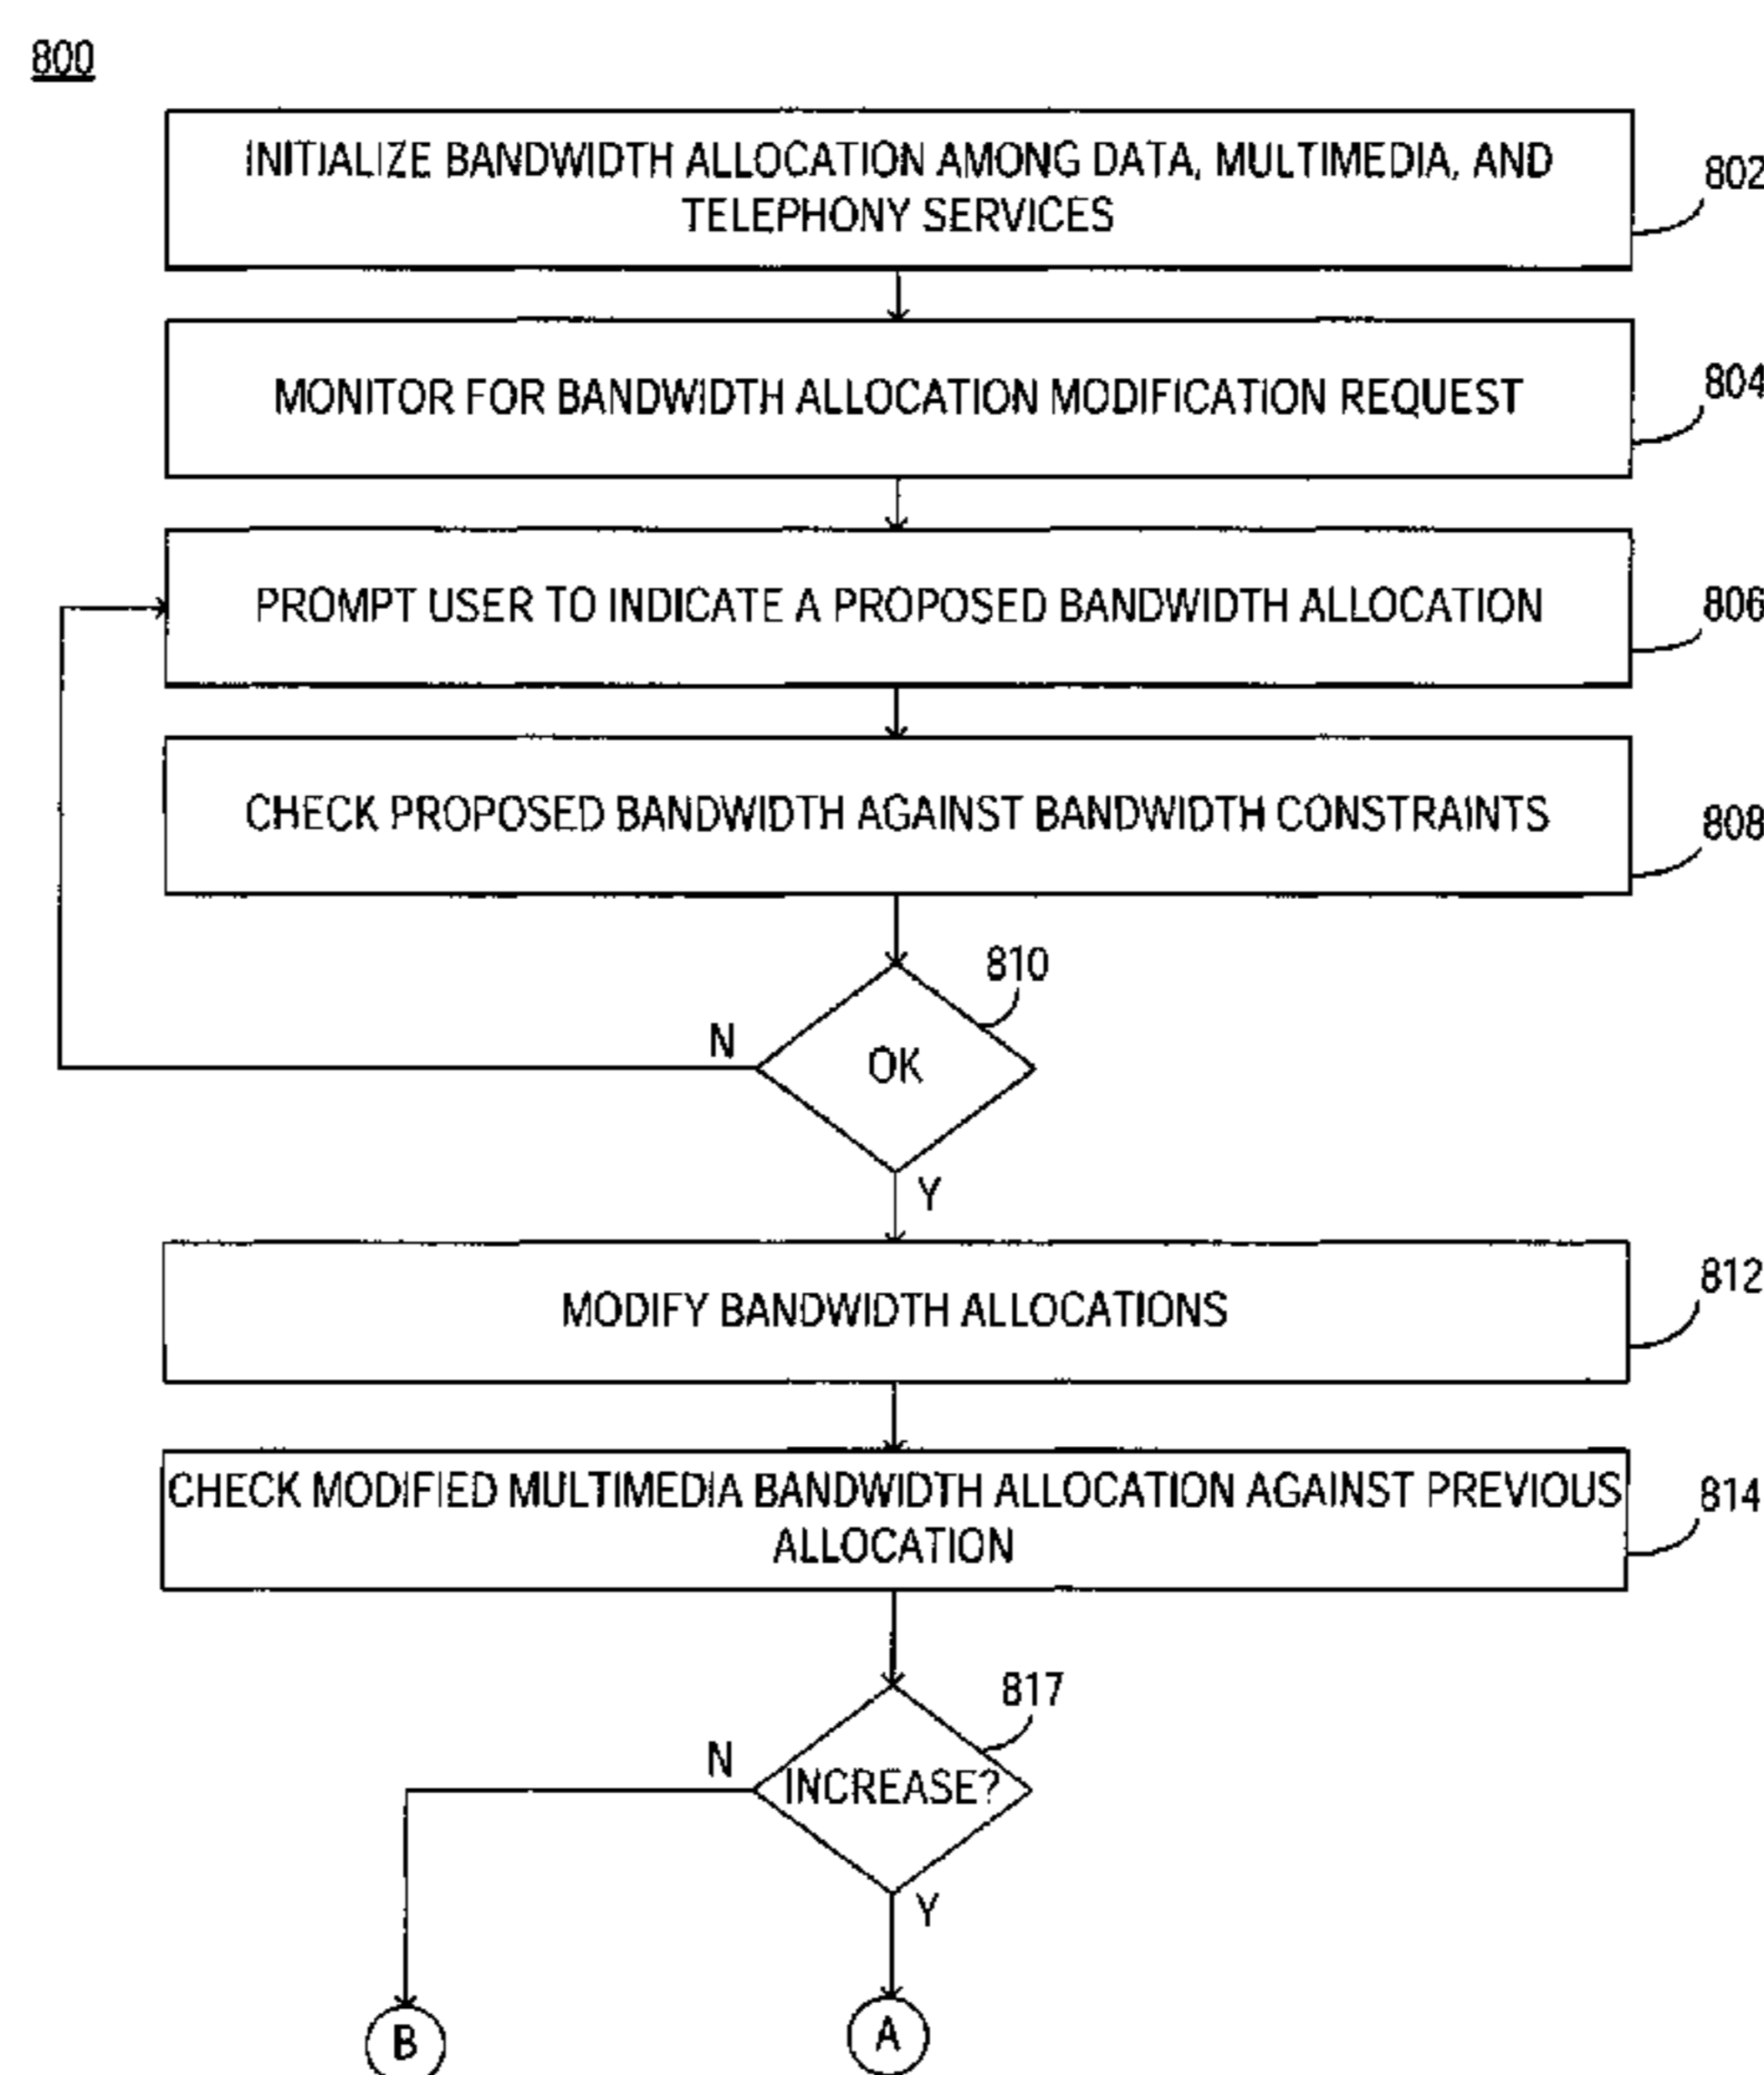 800
INITIALIZE BANDWIDTH ALLOCATION AMONG DATA, MULTIMEDIA, AND
TELEPHONY SERVICES
802
MONITOR FOR BANDWIDTH ALLOCATION MODIFICATION REQUEST
804
PROMPT USER TO INDICATE A PROPOSED BANDWIDTH ALLOCATION
806
CHECK PROPOSED BANDWIDTH AGAINST BANDWIDTH CONSTRAINTS
808
810
N
OK
Y
MODIFY BANDWIDTH ALLOCATIONS
812
CHECK MODIFIED MULTIMEDIA BANDWIDTH ALLOCATION AGAINST PREVIOUS
ALLOCATION
814
817
N
INCREASE?
Y
B
A